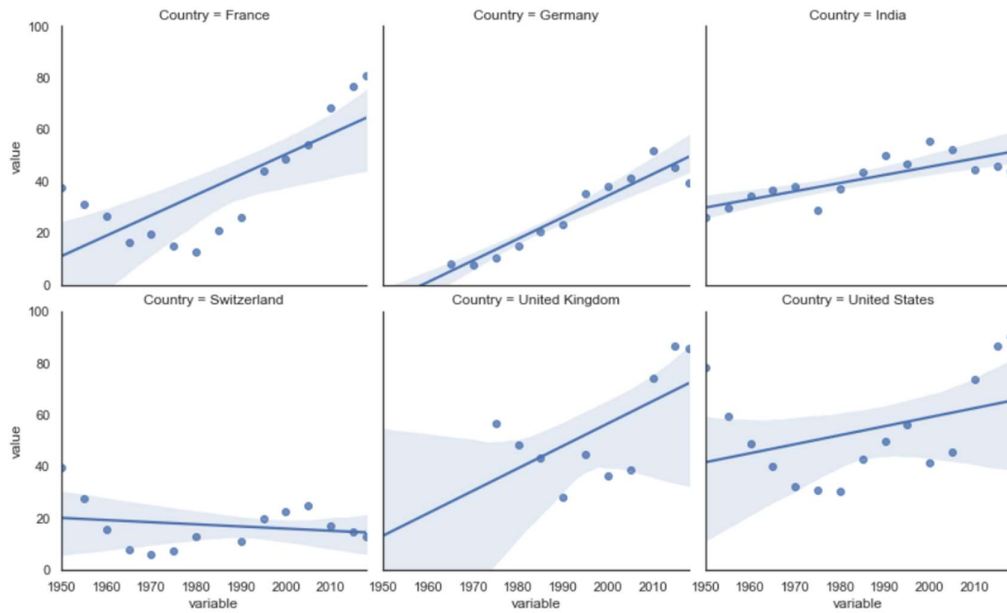 Country = France
Country = Germany
Country = India
100
80
60
value
40
20
0
Country = Switzerland
Country = United Kingdom
Country = United States
100
80
60
value
40
20
0
1950 1960 1970 1980 1990 2000 2010
1950 1960 1970 1980 1990 2000 2010
1950 1960 1970 1980 1990 2000 2010
variable
variable
variable